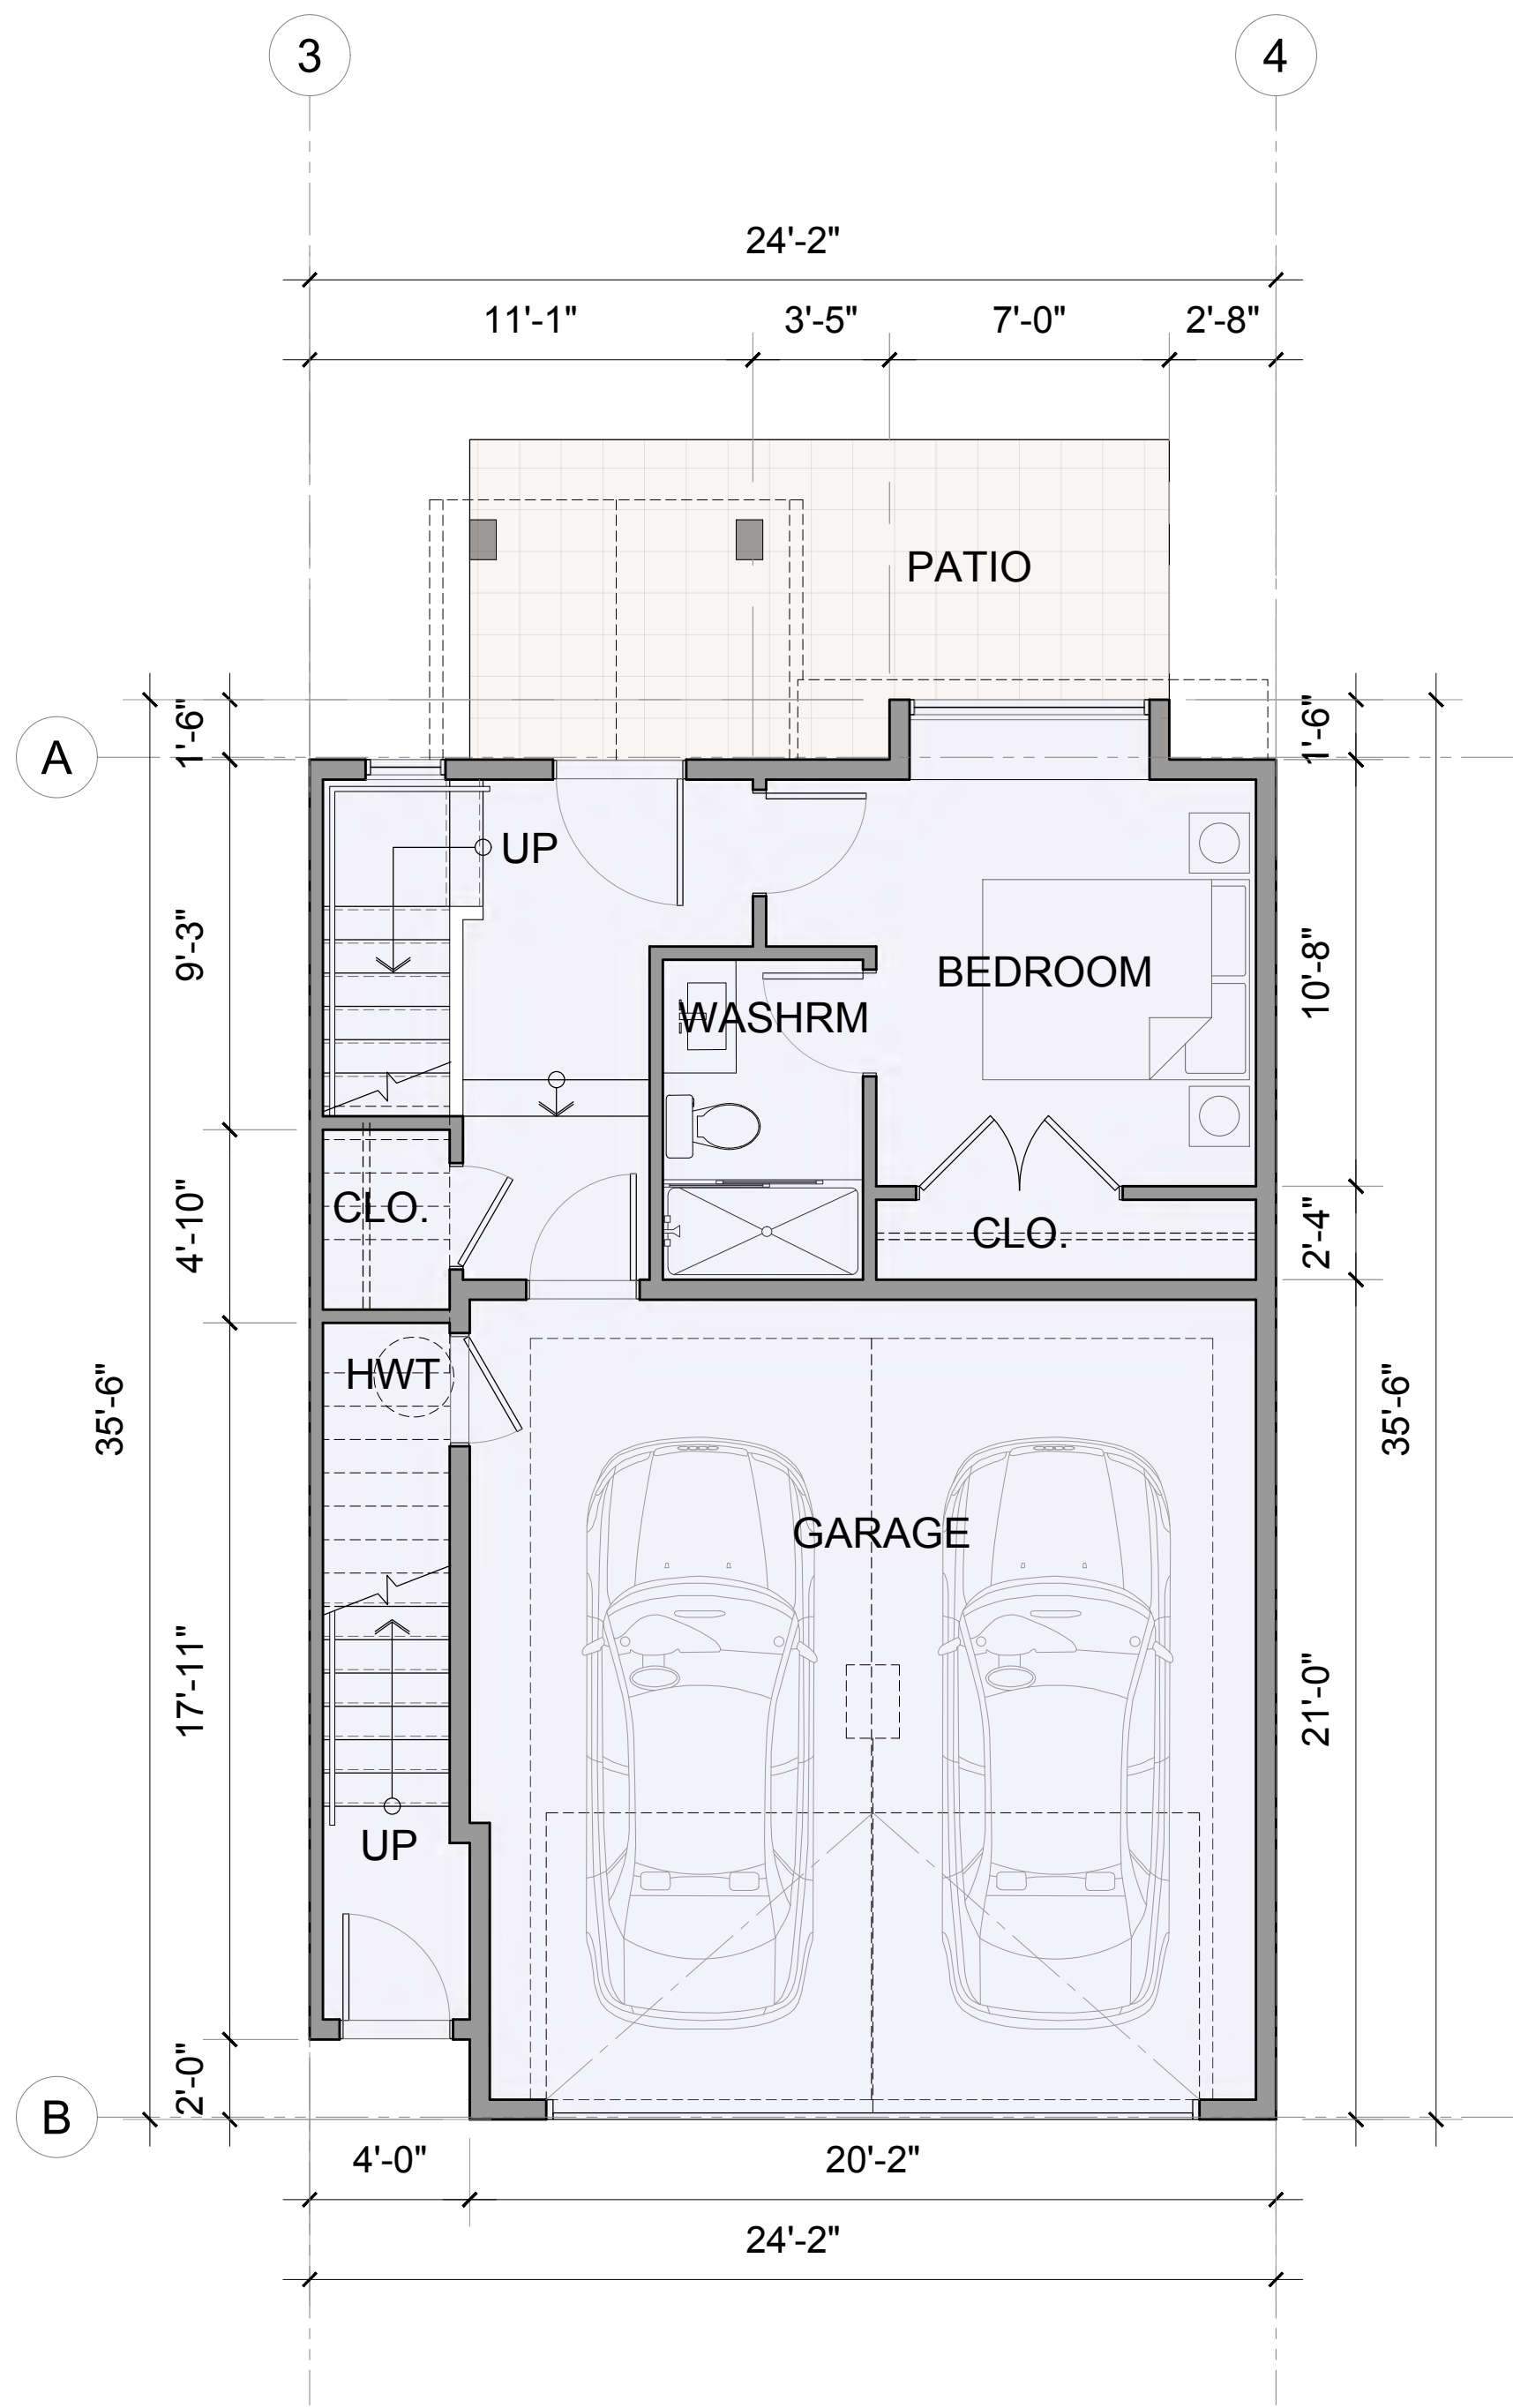 3
4
24'-2"
11'-1"
3'-5"
7'-0"
2'-8"
PATIO
1'-6"
1'-6"
A
UP
9'-3"
10'-8"
BEDROOM
WASHRM
CLO.
4'-10"
CLO.
2'-4"
HWT
35'-6"
35'-6"
GARAGE
17'-11"
21'-0"
UP
2'-0"
B
4'-0"
20'-2"
24'-2"